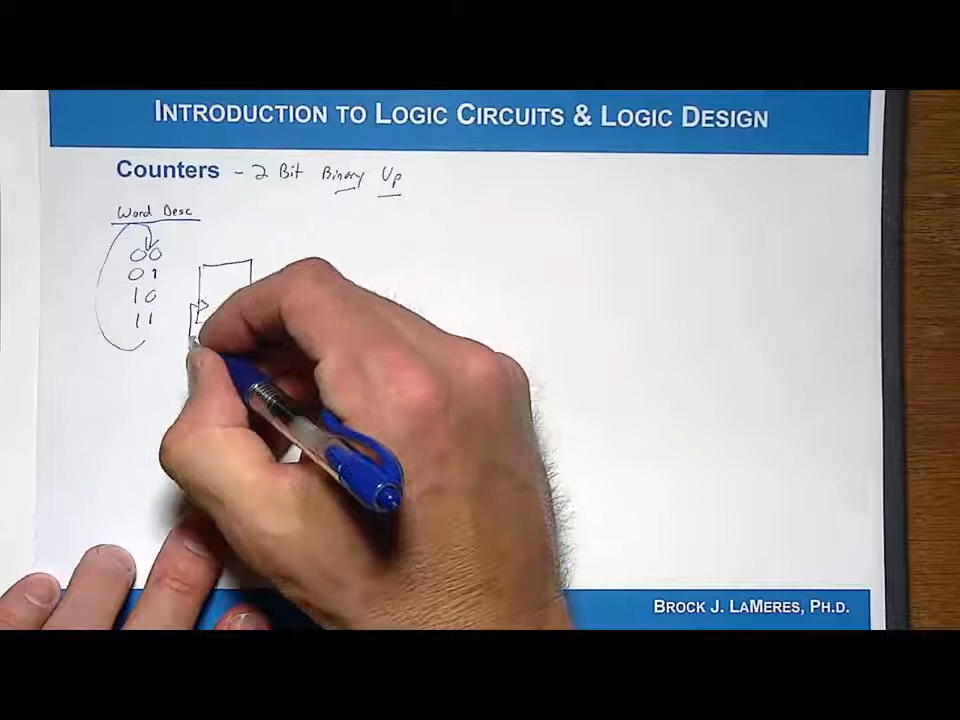 INTRODUCTION TO LOGIC CIRCUITS & LOGIC DESIGN
Counters - 2 Bit Binary Up
Word Desc
00
01
10
11
BROCK J. LAMERES, PH.D.